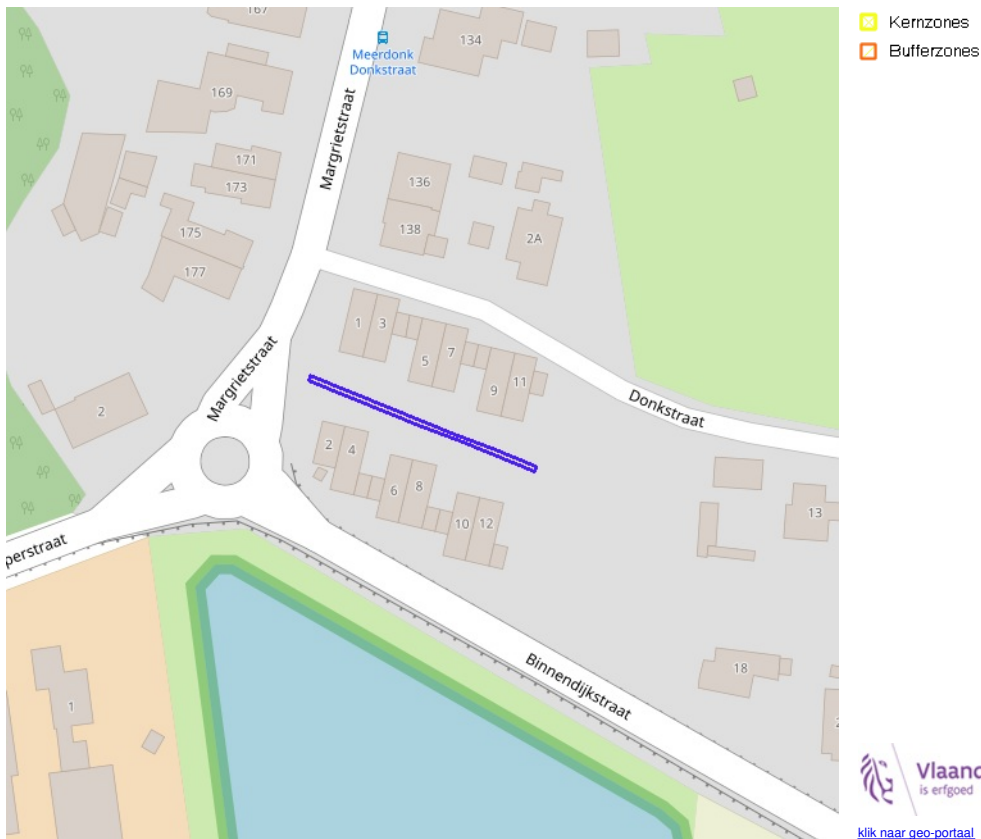 167
Kernzones
Bufferzones
134
Meerdonk
Donkstraat
169
Margrietstraat
171
173
136
138
175
177
2A
1
3
5
7
9
11
Margrietstraat
2
Donkstraat
2
4
6
8
10
12
13
perstraat
Binnendijkstraat
18
1
2
Vlaand
is erfgoed
klik naar geo-portaal